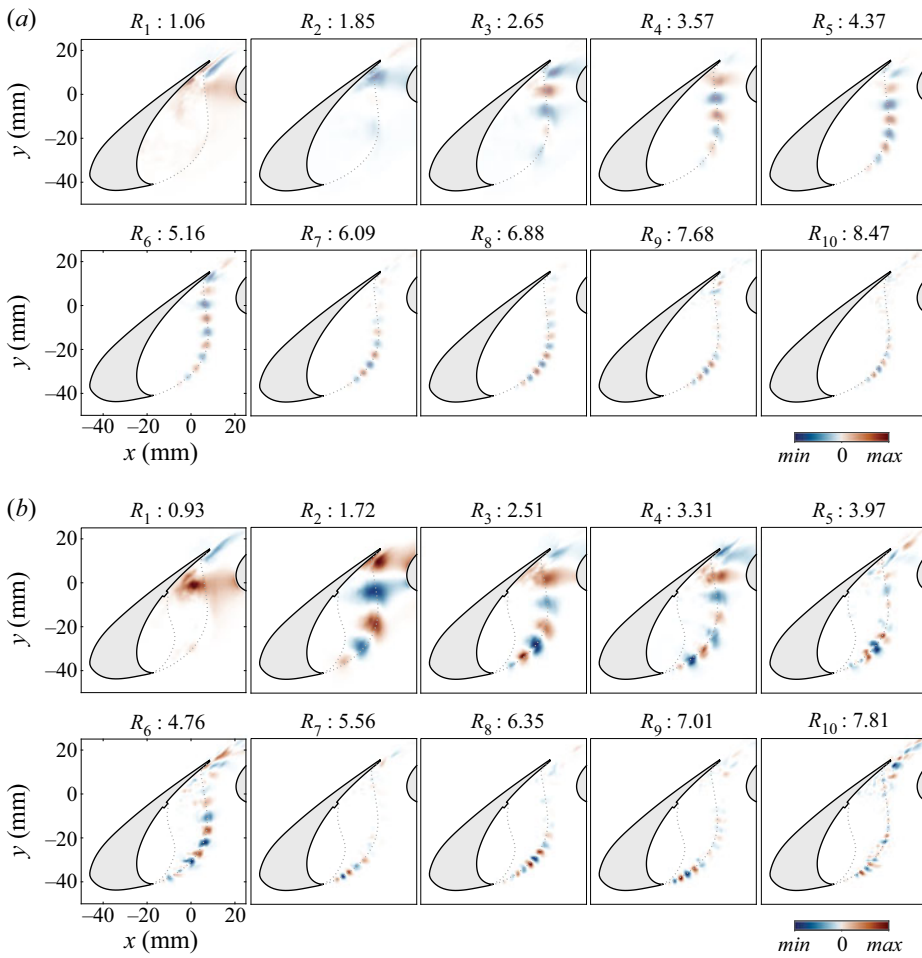 (a)
R1 : 1.06 R2 : 1.85 R3 : 2.65 R4 : 3.57 R5 : 4.37
20
0
–20
–40
y (mm)
R6 : 5.16 R7 : 6.09 R8 : 6.88 R9 : 7.68 R10 : 8.47
20
0
–20
–40
y (mm)
–40 –20 0 20
x (mm)
min 0 max
(b)
R1 : 0.93 R2 : 1.72 R3 : 2.51 R4 : 3.31 R5 : 3.97
20
0
–20
–40
y (mm)
R6 : 4.76 R7 : 5.56 R8 : 6.35 R9 : 7.01 R10 : 7.81
20
0
–20
–40
y (mm)
–40 –20 0 20
x (mm)
min 0 max